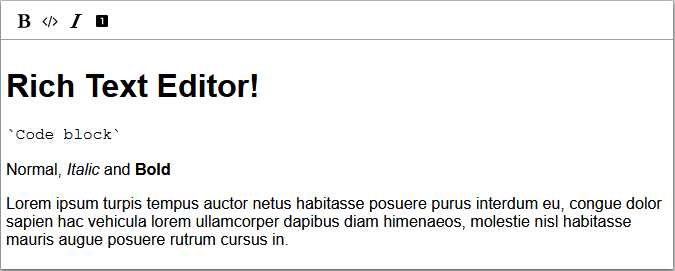 B </> I 1
Rich Text Editor!
`Code block`
Normal, Italic and Bold
Lorem ipsum turpis tempus auctor netus habitasse posuere purus interdum eu, congue dolor
sapien hac vehicula lorem ullamcorper dapibus diam himenaeos, molestie nisl habitasse
mauris augue posuere rutrum cursus in.